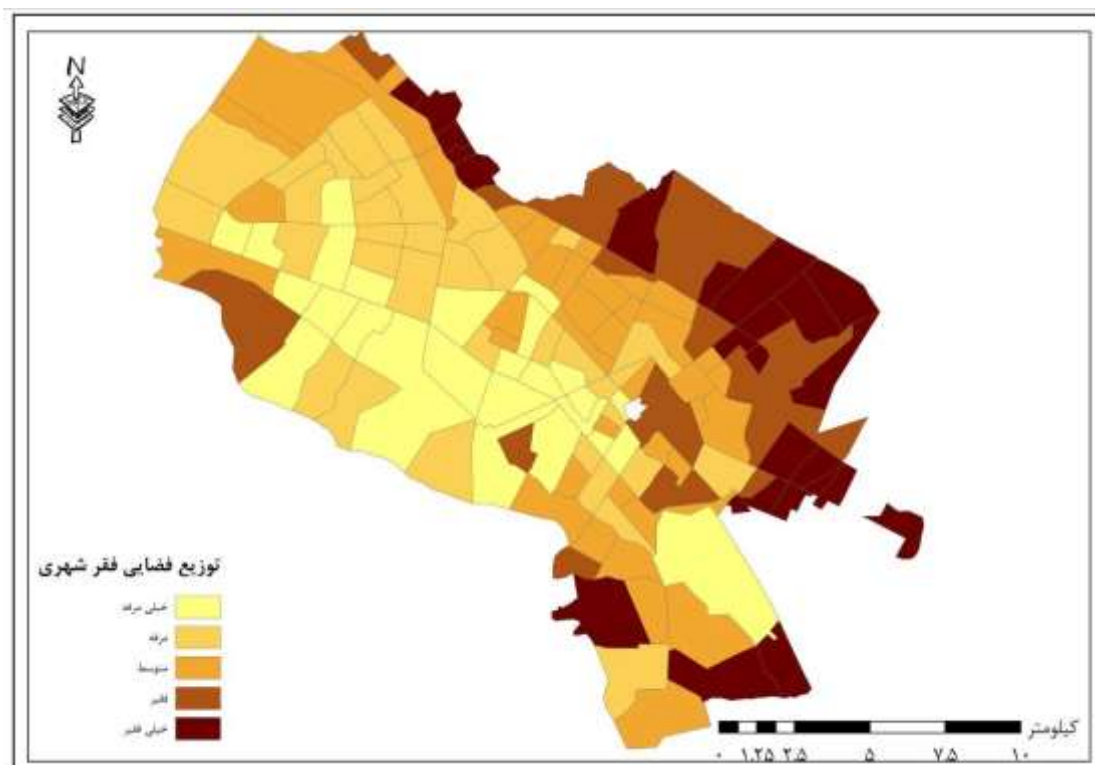 N
توزیع فضایی فقر شهری
خیلی مرفه
مرفه
متوسط
فقیر
خیلی فقیر
کیلومتر
۰ ۱.۲۵ ۲.۵ ۵ ۷.۵ ۱۰